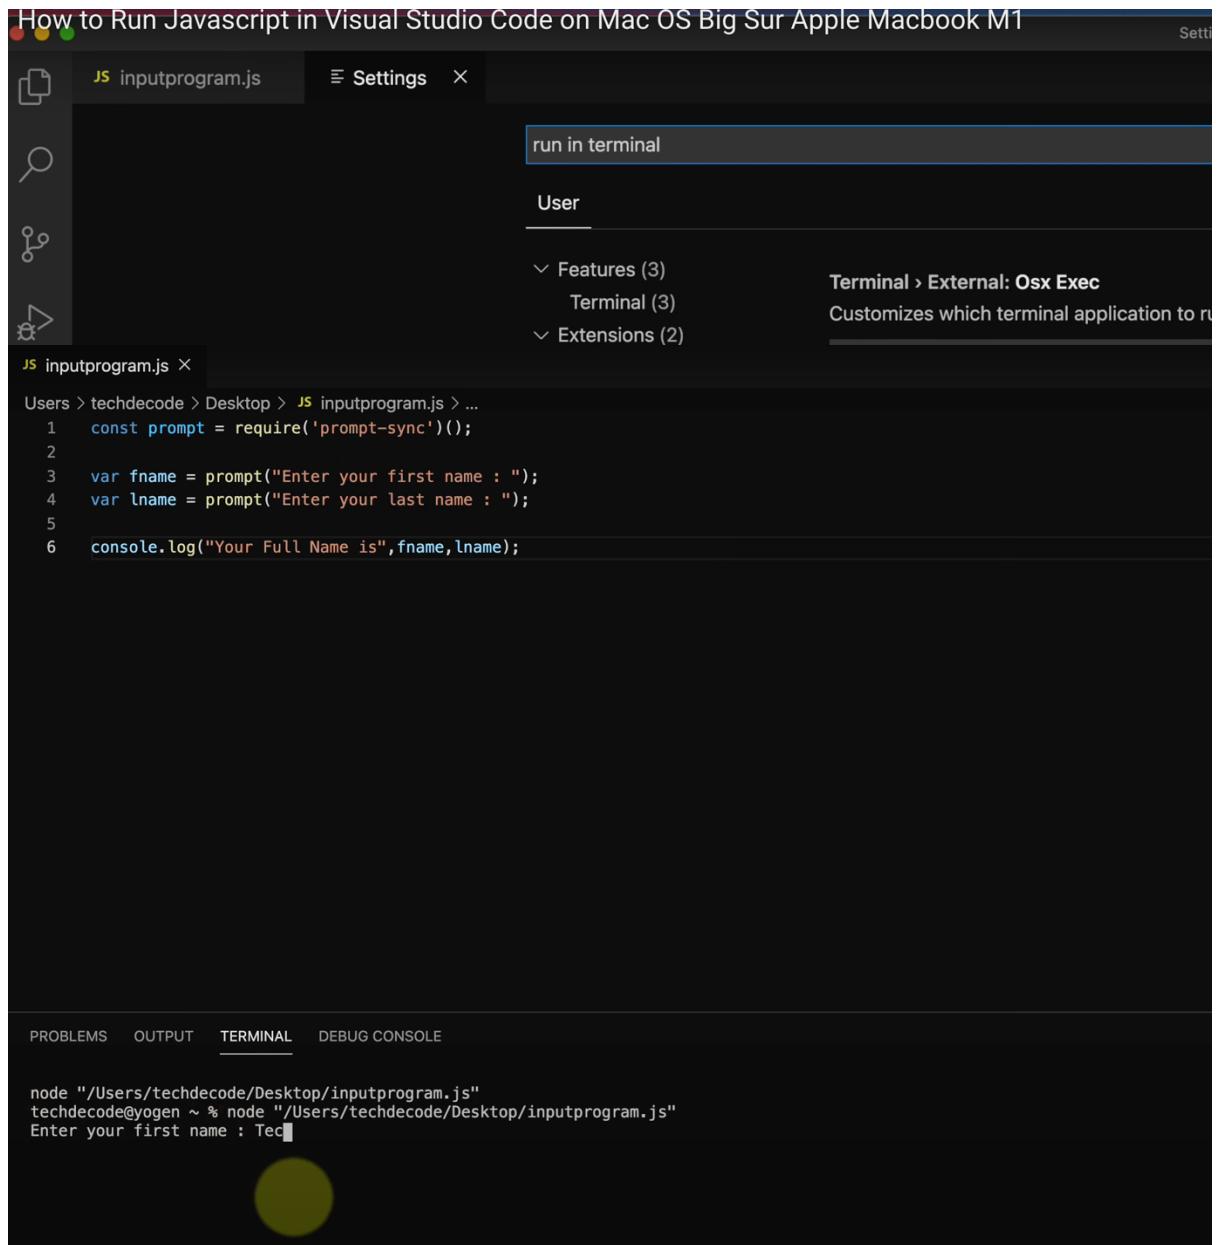 How to Run Javascript in Visual Studio Code on Mac OS Big Sur Apple Macbook M1
JS inputprogram.js
Settings
run in terminal
User
Features (3)
Terminal (3)
Extensions (2)
Terminal › External: Osx Exec
Customizes which terminal application to
JS inputprogram.js
Users > techdecode > Desktop > JS inputprogram.js > ...
1 const prompt = require('prompt-sync')();
2
3 var fname = prompt("Enter your first name : ");
4 var lname = prompt("Enter your last name : ");
5
6 console.log("Your Full Name is",fname,lname);
PROBLEMS OUTPUT TERMINAL DEBUG CONSOLE
node "/Users/techdecode/Desktop/inputprogram.js"
techdecode@yogen ~ % node "/Users/techdecode/Desktop/inputprogram.js"
Enter your first name : Tec